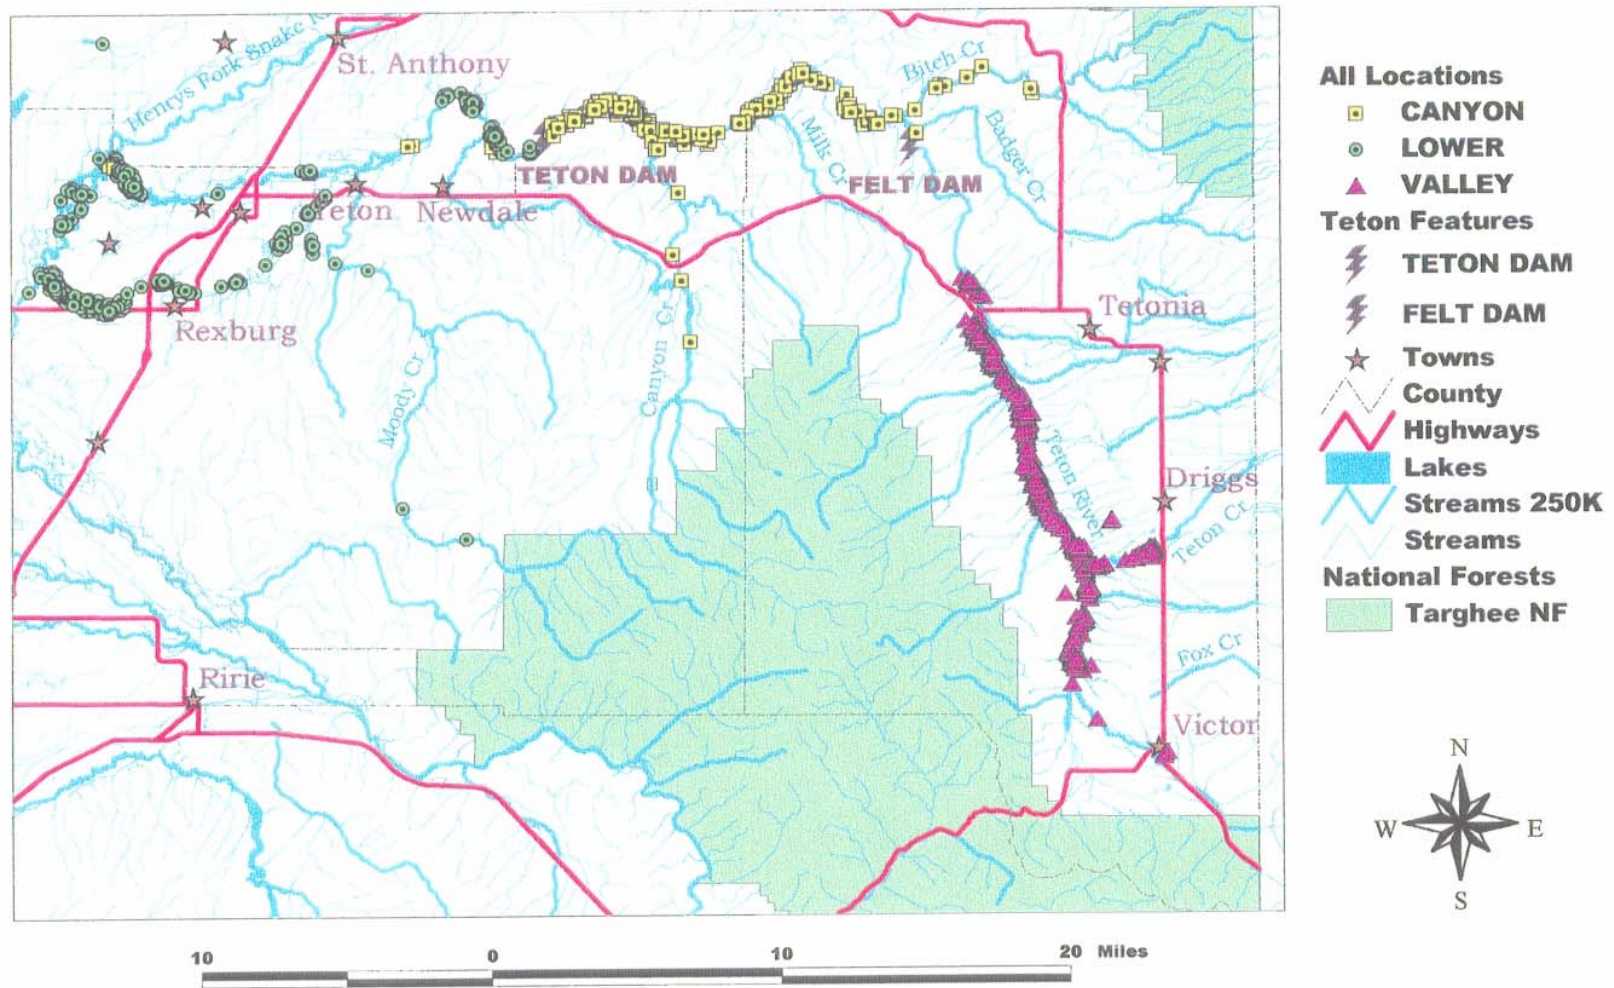 Henrys Fork Snake R
St. Anthony
Bitch Cr
Milk Cr
Badger Cr
TETON DAM
FELT DAM
Teton
Newdale
Rexburg
Moody Cr
Canyon Cr
Tetonia
Teton River
Driggs
Teton Cr
Fox Cr
Ririe
Victor
All Locations
CANYON
LOWER
VALLEY
Teton Features
TETON DAM
FELT DAM
Towns
County
Highways
Lakes
Streams 250K
Streams
National Forests
Targhee NF
N
W E
S
10 0 10 20 Miles